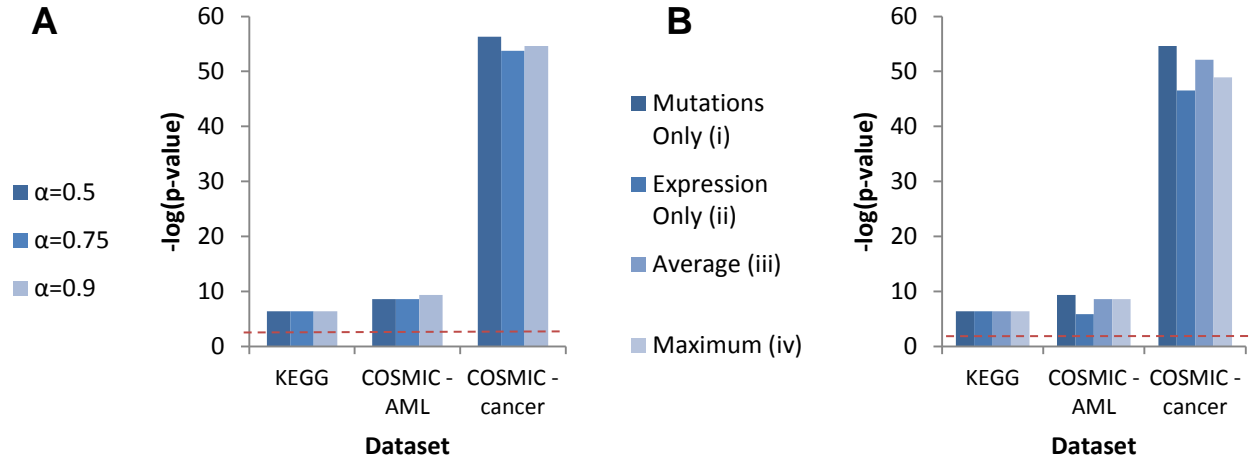 A
α=0.5
α=0.75
α=0.9
-log(p-value)
60
50
40
30
20
10
0
KEGG
COSMIC -
AML
COSMIC -
cancer
Dataset
B
Mutations
Only (i)
Expression
Only (ii)
Average (iii)
Maximum (iv)
-log(p-value)
60
50
40
30
20
10
0
KEGG
COSMIC -
AML
COSMIC -
cancer
Dataset